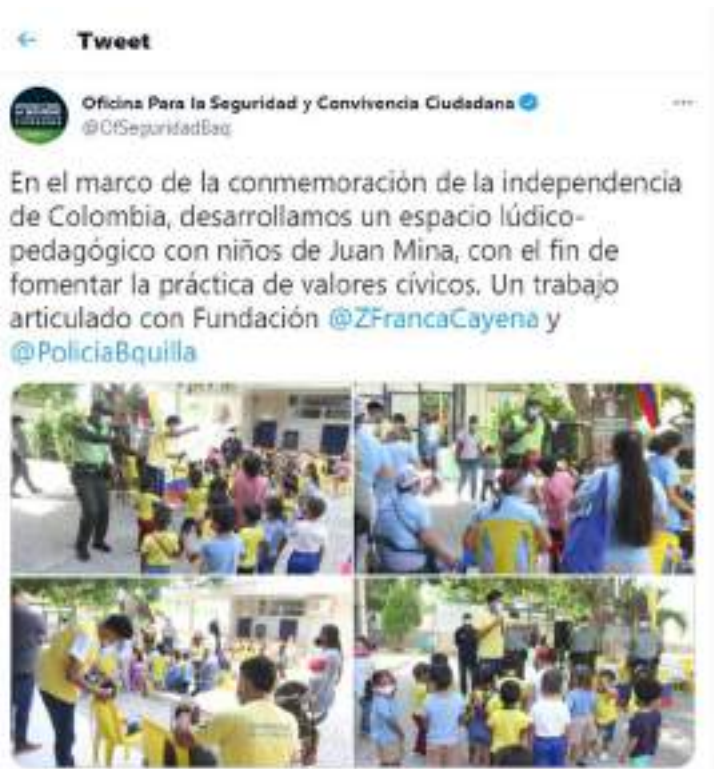 Tweet
Oficina Para la Seguridad y Convivencia Ciudadana
@OfSeguridadBaq
En el marco de la conmemoración de la independencia
de Colombia, desarrollamos un espacio lúdico-
pedagógico con niños de Juan Mina, con el fin de
fomentar la práctica de valores cívicos. Un trabajo
articulado con Fundación @ZFrancaCayena y
@PoliciaBquilla